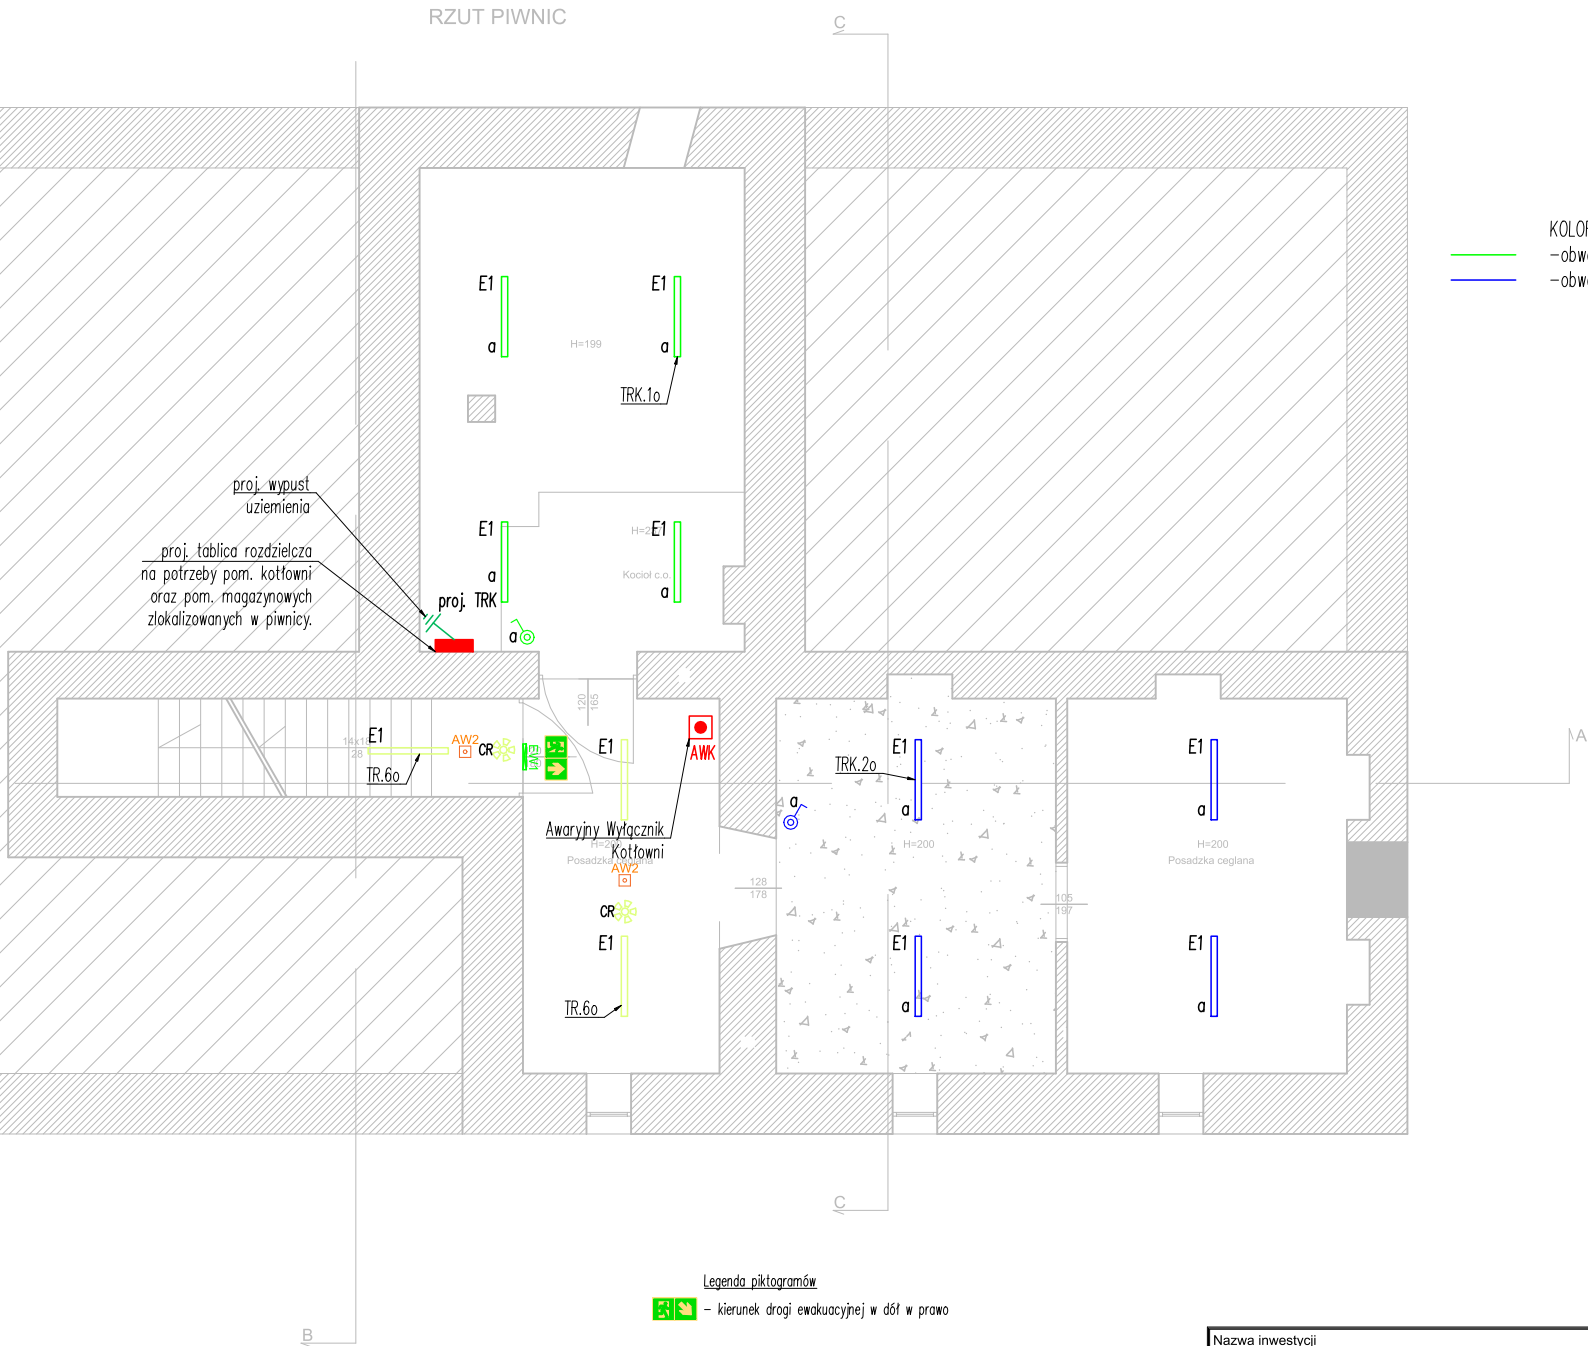 RZUT PIWNIC
C
KOLOR
-obw
-obw
E1
E1
a
H=199
a
TRK.1o
proj. wypust
uziemienia
proj. tablica rozdzielcza
na potrzeby pom. kotłowni
oraz pom. magazynowych
zlokalizowanych w piwnicy.
E1
E1
Kocioł c.o.
a
a
proj. TRK
a
120
165
E1
28
AW2
CR
TR.6o
E1
AWK
Awaryjny Wyłącznik
Kotłowni
Posadzka ceglana
AW2
CR
E1
TR.6o
128
178
TRK.2o
E1
a
a
H=200
E1
a
105
197
E1
a
H=200
Posadzka ceglana
E1
a
A
C
B
Legenda piktogramów
- kierunek drogi ewakuacyjnej w dół w prawo
Nazwa inwestycji